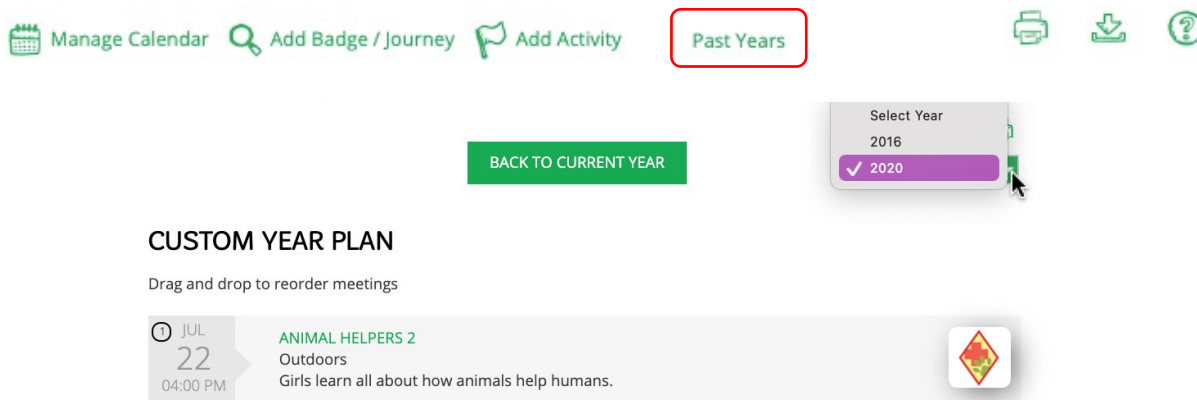 Manage Calendar Add Badge / Journey Add Activity Past Years
Select Year
2016
2020
BACK TO CURRENT YEAR
CUSTOM YEAR PLAN
Drag and drop to reorder meetings
1 JUL
22
04:00 PM
ANIMAL HELPERS 2
Outdoors
Girls learn all about how animals help humans.